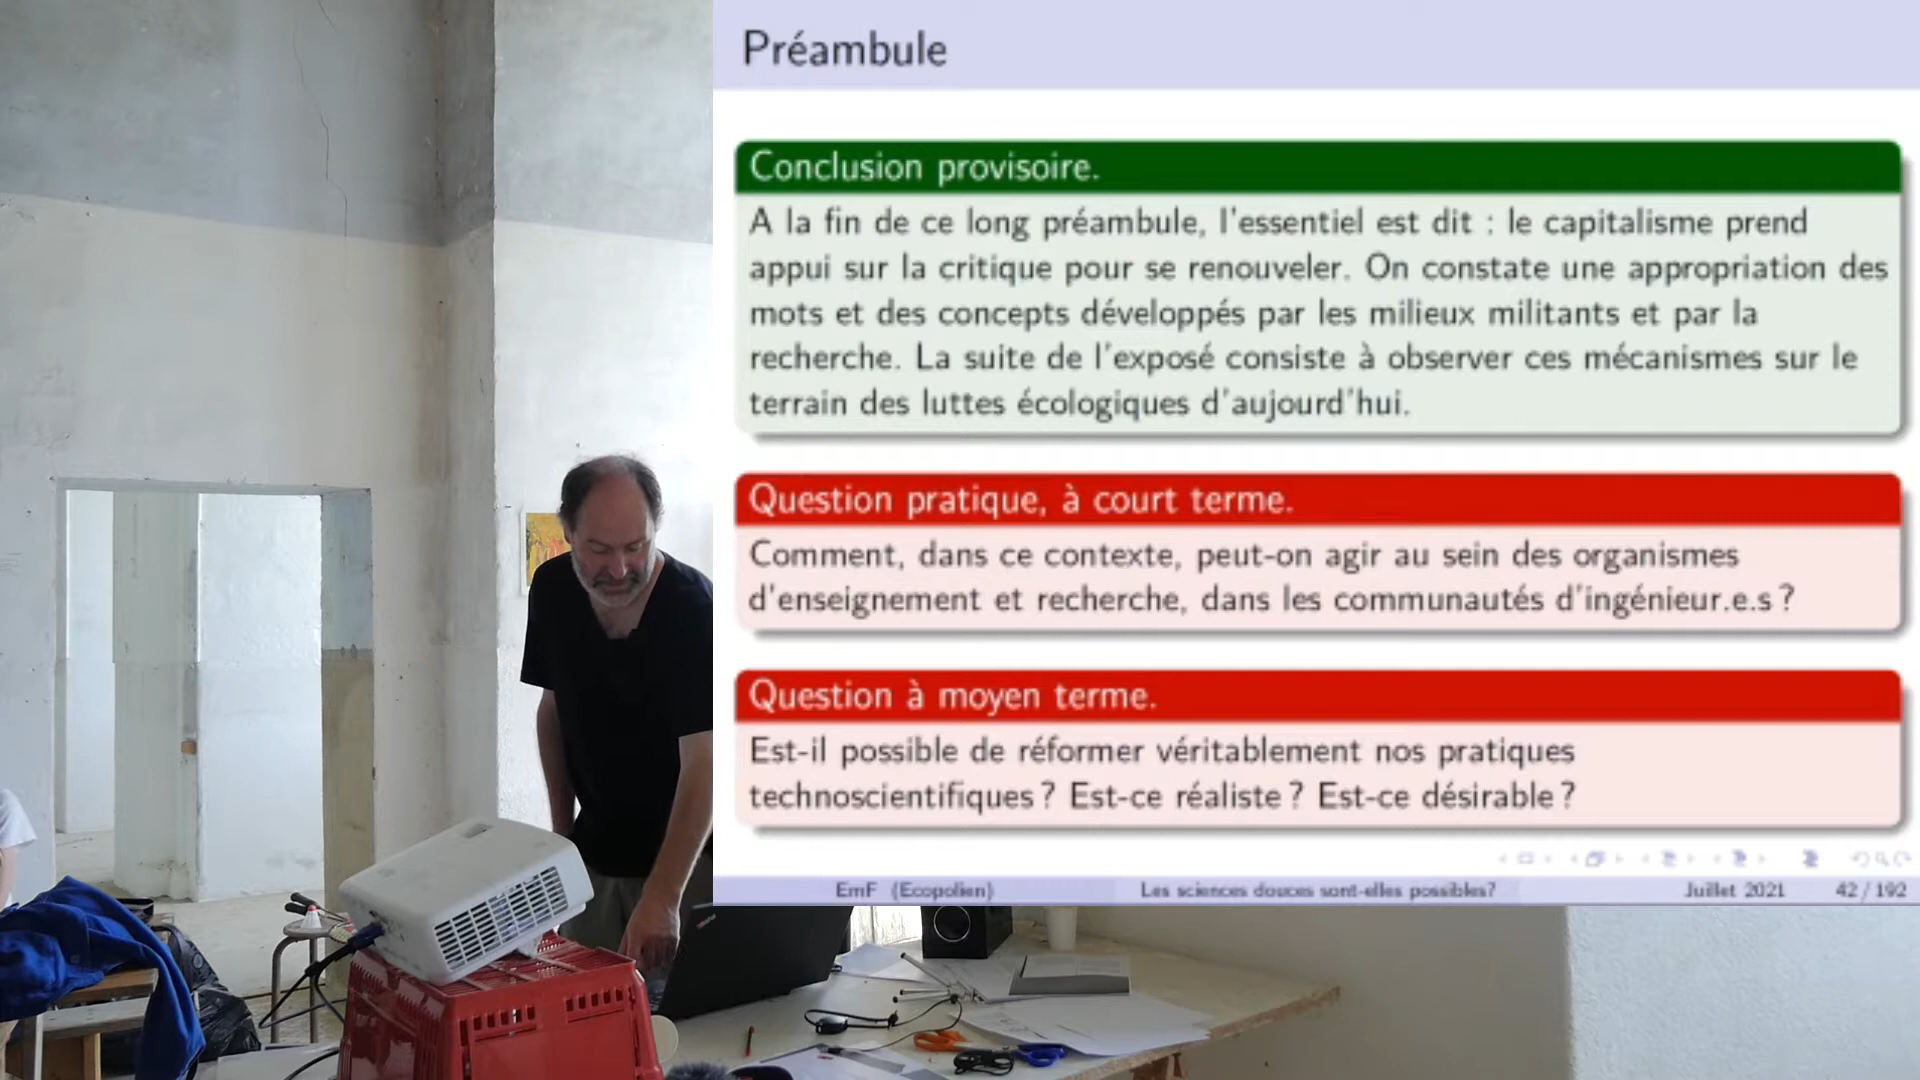 Préambule
Conclusion provisoire.
A la fin de ce long préambule, l'essentiel est dit : le capitalisme prend
appui sur la critique pour se renouveler. On constate une appropriation des
mots et des concepts développés par les milieux militants et par la
recherche. La suite de l'exposé consiste à observer ces mécanismes sur le
terrain des luttes écologiques d'aujourd'hui.
Question pratique, à court terme.
Comment, dans ce contexte, peut-on agir au sein des organismes
d'enseignement et recherche, dans les communautés d'ingénieur.e.s ?
Question à moyen terme.
Est-il possible de réformer véritablement nos pratiques
technoscientifiques ? Est-ce réaliste ? Est-ce désirable ?
EmF (Ecopolien) Les sciences douces sont-elles possibles? Juillet 2021 42 / 192